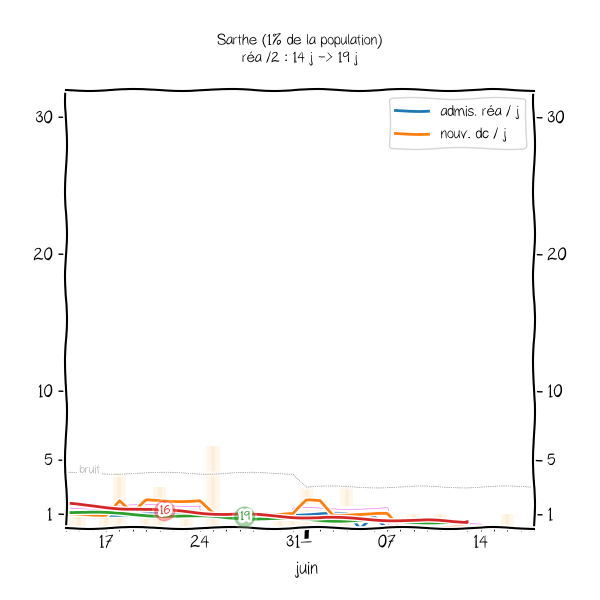 Sarthe (1% de la population)
réa /2 : 14 j -> 19 j
admis. réa / j
nouv. dc / j
30
30
20
20
10
10
5
5
bruit
16
19
1
1
17
24
31
07
14
juin